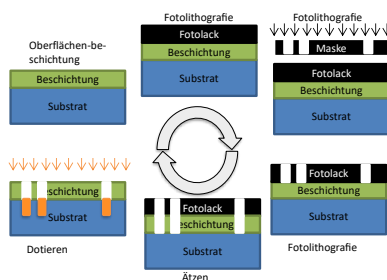 Fotolithografie
Fotolack
Beschichtung
Substrat
Fotolithografie
Maske
Fotolack
Beschichtung
Substrat
Oberflächen-be-
schichtung
Beschichtung
Substrat
Beschichtung
Substrat
Dotieren
Fotolack
Beschichtung
Substrat
Ätzen
Fotolack
Beschichtung
Substrat
Fotolithografie